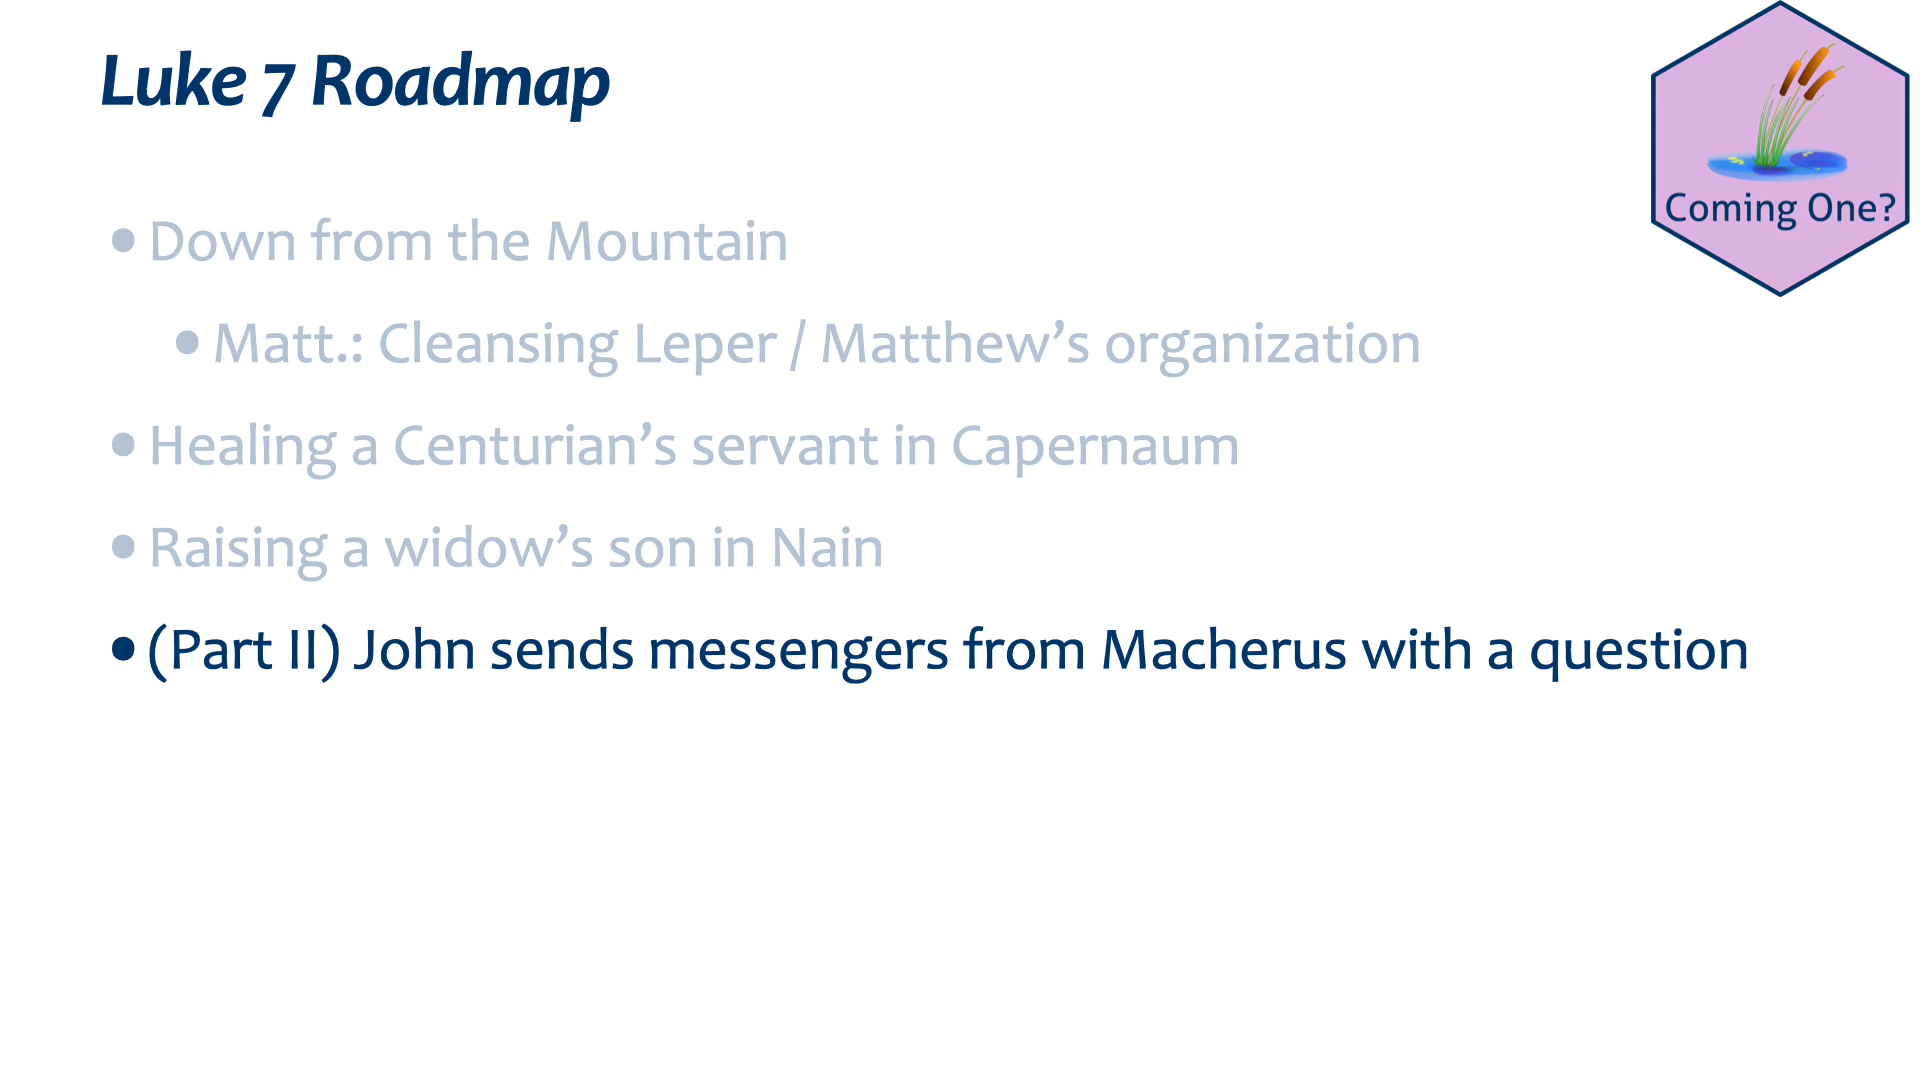 Luke 7 Roadmap
Coming One?
• Down from the Mountain
• Matt.: Cleansing Leper / Matthew’s organization
• Healing a Centurian’s servant in Capernaum
• Raising a widow’s son in Nain
• (Part II) John sends messengers from Macherus with a question